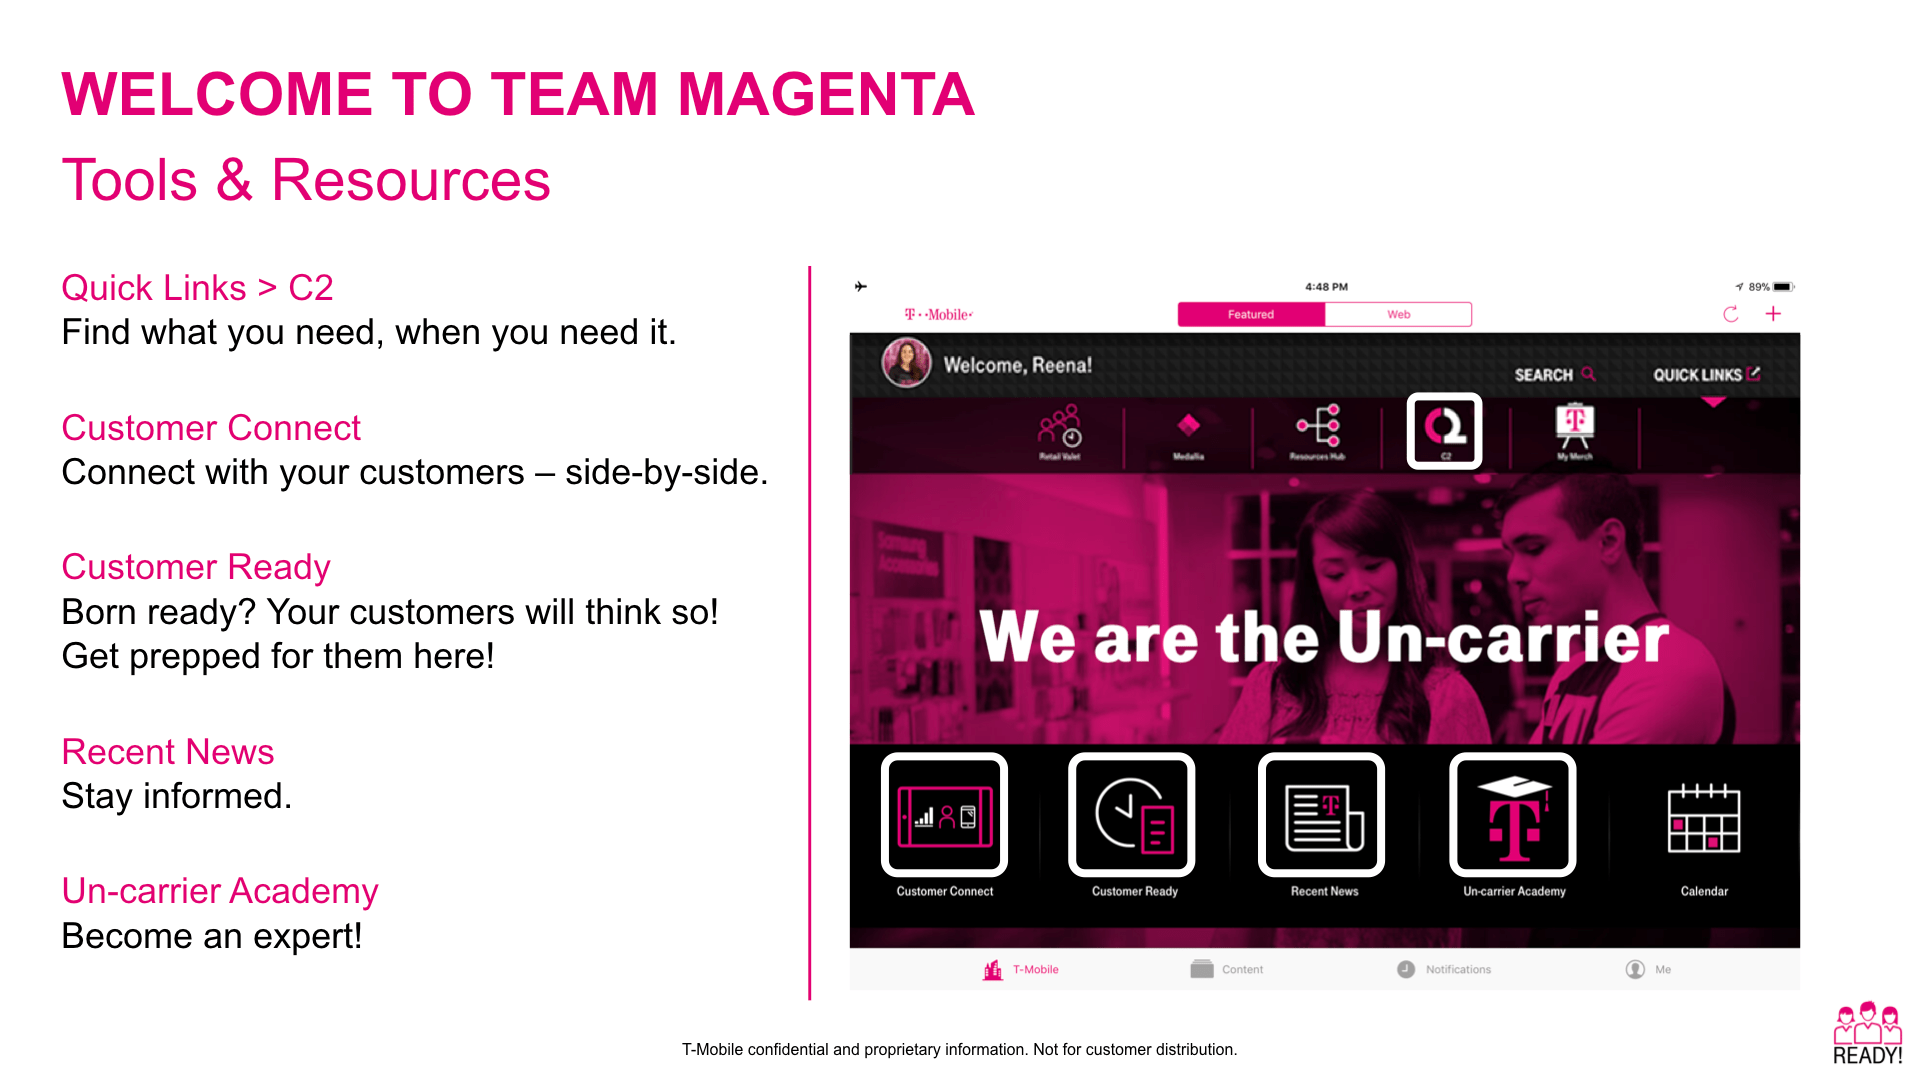 WELCOME TO TEAM MAGENTA
Tools & Resources
Quick Links > C2
Find what you need, when you need it.
Customer Connect
Connect with your customers – side-by-side.
Customer Ready
Born ready? Your customers will think so!
Get prepped for them here!
Recent News
Stay informed.
Un-carrier Academy
Become an expert!
4:48 PM
89%
T··Mobile·
Featured
Web
Welcome, Reena!
SEARCH
QUICK LINKS
Retail Valet
Medallia
Resources Hub
C2
My Merch
Samsung
Accessories
We are the Un-carrier
Customer Connect
Customer Ready
Recent News
Un-carrier Academy
Calendar
T-Mobile
Content
Notifications
Me
T-Mobile confidential and proprietary information. Not for customer distribution.
READY!